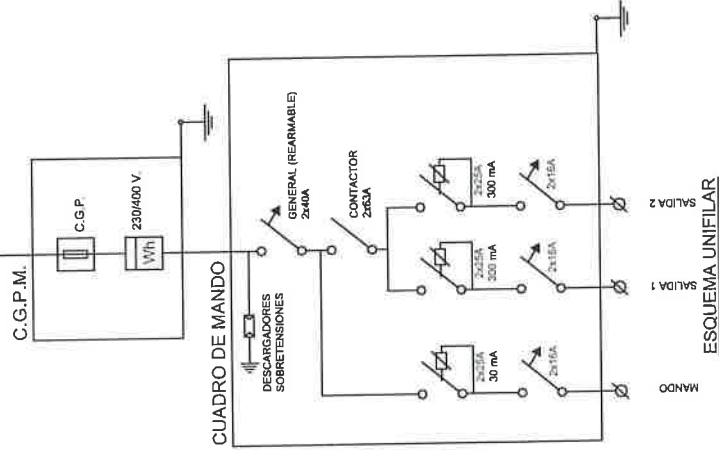 C.G.P.M.
C.G.P.
230/400 V.
Wh
CUADRO DE MANDO
DESCARGADORES
SOBRETENSIONES
GENERAL (REARMABLE)
2x40A
CONTACTOR
2x63A
2x25A
30 mA
2x25A
300 mA
2x25A
300 mA
2x16A
2x16A
2x16A
MANDO
SALIDA 1
SALIDA 2
ESQUEMA UNIFILAR